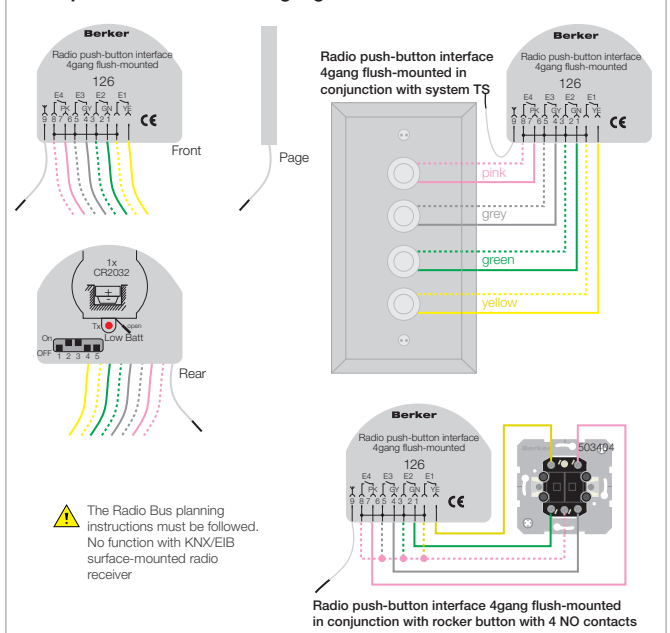 Berker
Radio push-button interface
4gang flush-mounted
126
E4 E3 E2 E1
PK GY GN YE
9 8 7 6 5 4 3 2 1
CE
Front
Page
Radio push-button interface
4gang flush-mounted in
conjunction with system TS
Berker
Radio push-button interface
4gang flush-mounted
126
E4 E3 E2 E1
PK GY GN YE
9 8 7 6 5 4 3 2 1
CE
pink
grey
green
yellow
1x
CR2032
+
-
Tx
open
Low Batt
On
OFF
1 2 3 4 5
Rear
The Radio Bus planning
instructions must be followed.
No function with KNX/EIB
surface-mounted radio
receiver
Berker
Radio push-button interface
4gang flush-mounted
126
E4 E3 E2 E1
PK GY GN YE
9 8 7 6 5 4 3 2 1
CE
503404
Radio push-button interface 4gang flush-mounted
in conjunction with rocker button with 4 NO contacts